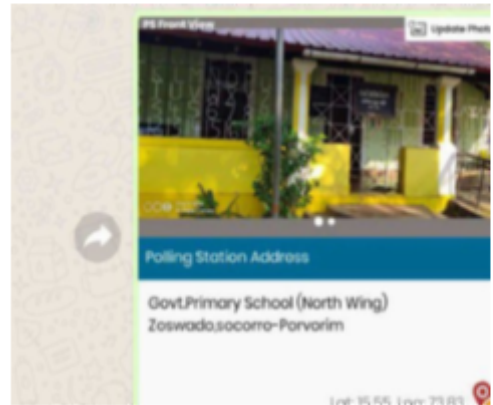 PS Front View
Update Photo
Polling Station Address
Govt.Primary School (North Wing)
Zoswado,socorro-Porvorim
Lat: 15.55 Log: 73.83